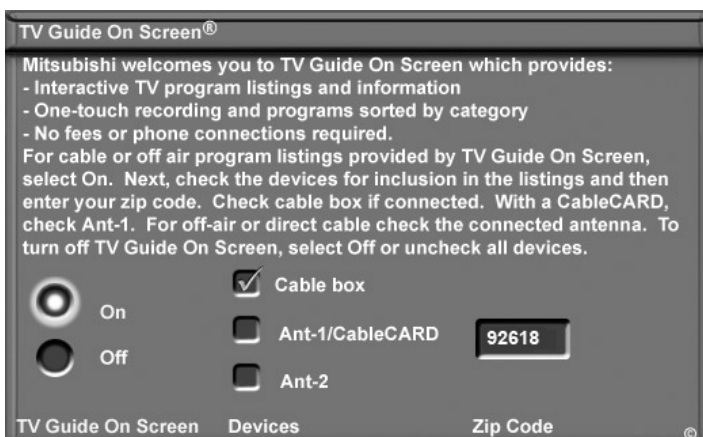 TV Guide On Screen®
Mitsubishi welcomes you to TV Guide On Screen which provides:
- Interactive TV program listings and information
- One-touch recording and programs sorted by category
- No fees or phone connections required.
For cable or off air program listings provided by TV Guide On Screen,
select On. Next, check the devices for inclusion in the listings and then
enter your zip code. Check cable box if connected. With a CableCARD,
check Ant-1. For off-air or direct cable check the connected antenna. To
turn off TV Guide On Screen, select Off or uncheck all devices.
Cable box
On
Ant-1/CableCARD
92618
Off
Ant-2
TV Guide On Screen Devices Zip Code
©